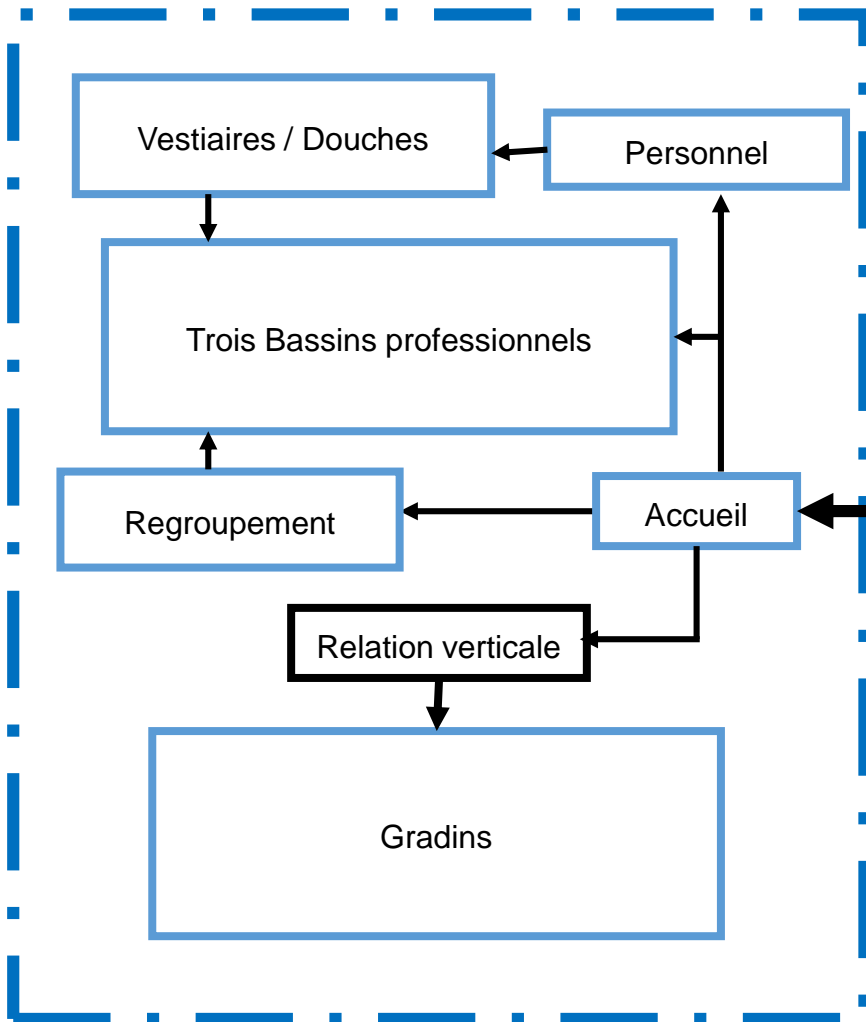 Vestiaires / Douches
Personnel
Trois Bassins professionnels
Regroupement
Accueil
Relation verticale
Gradins